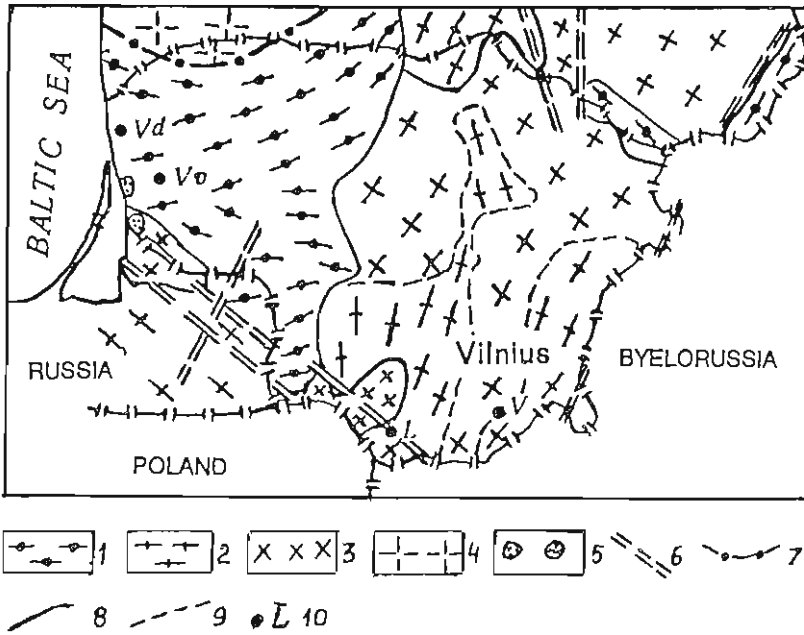 BALTIC SEA
Vd
Vo
Vilnius
BYELORUSSIA
RUSSIA
V
L
POLAND
1 2 3 4 5 6 7
8 9 L 10